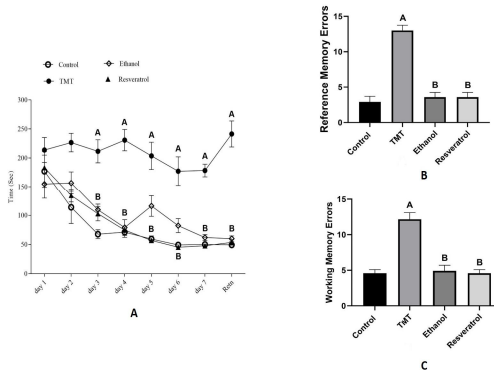 Control
Ethanol
TMT
Resveratrol
300
250
200
150
100
50
0
Time (Sec)
A A A A A A
B B B B B B
day 1 day 2 day 3 day 4 day 5 day 6 day 7 Retn
A
Reference Memory Errors
15
10
5
0
A
B
B
Control TMT Ethanol Resveratrol
B
Working Memory Errors
15
10
5
0
A
B
B
Control TMT Ethanol Resveratrol
C